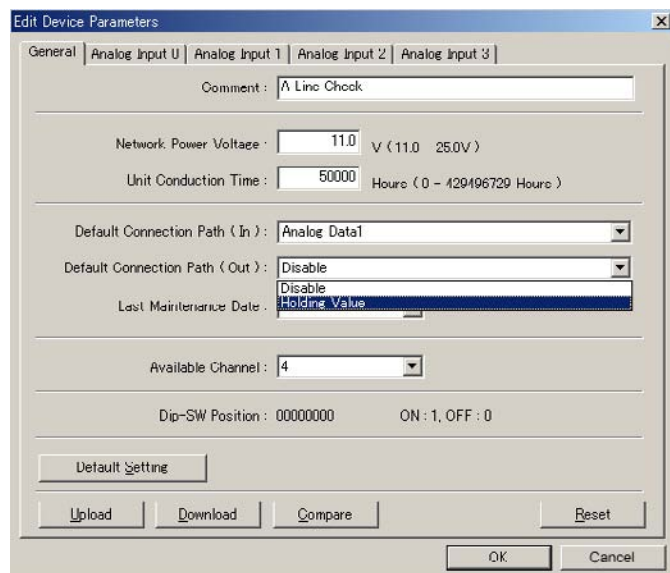 Edit Device Parameters
General Analog Input 0 Analog Input 1 Analog Input 2 Analog Input 3
Comment : A Line Check
Network Power Voltage : 11.0 V ( 11.0 25.0V )
Unit Conduction Time : 50000 Hours ( 0 - 429496729 Hours )
Default Connection Path ( In ) : Analog Data1
Default Connection Path ( Out ) : Disable
Disable
Holding Value
Last Maintenance Date :
Available Channel : 4
Dip-SW Position : 00000000 ON : 1, OFF : 0
Default Setting
Upload Download Compare Reset
OK Cancel